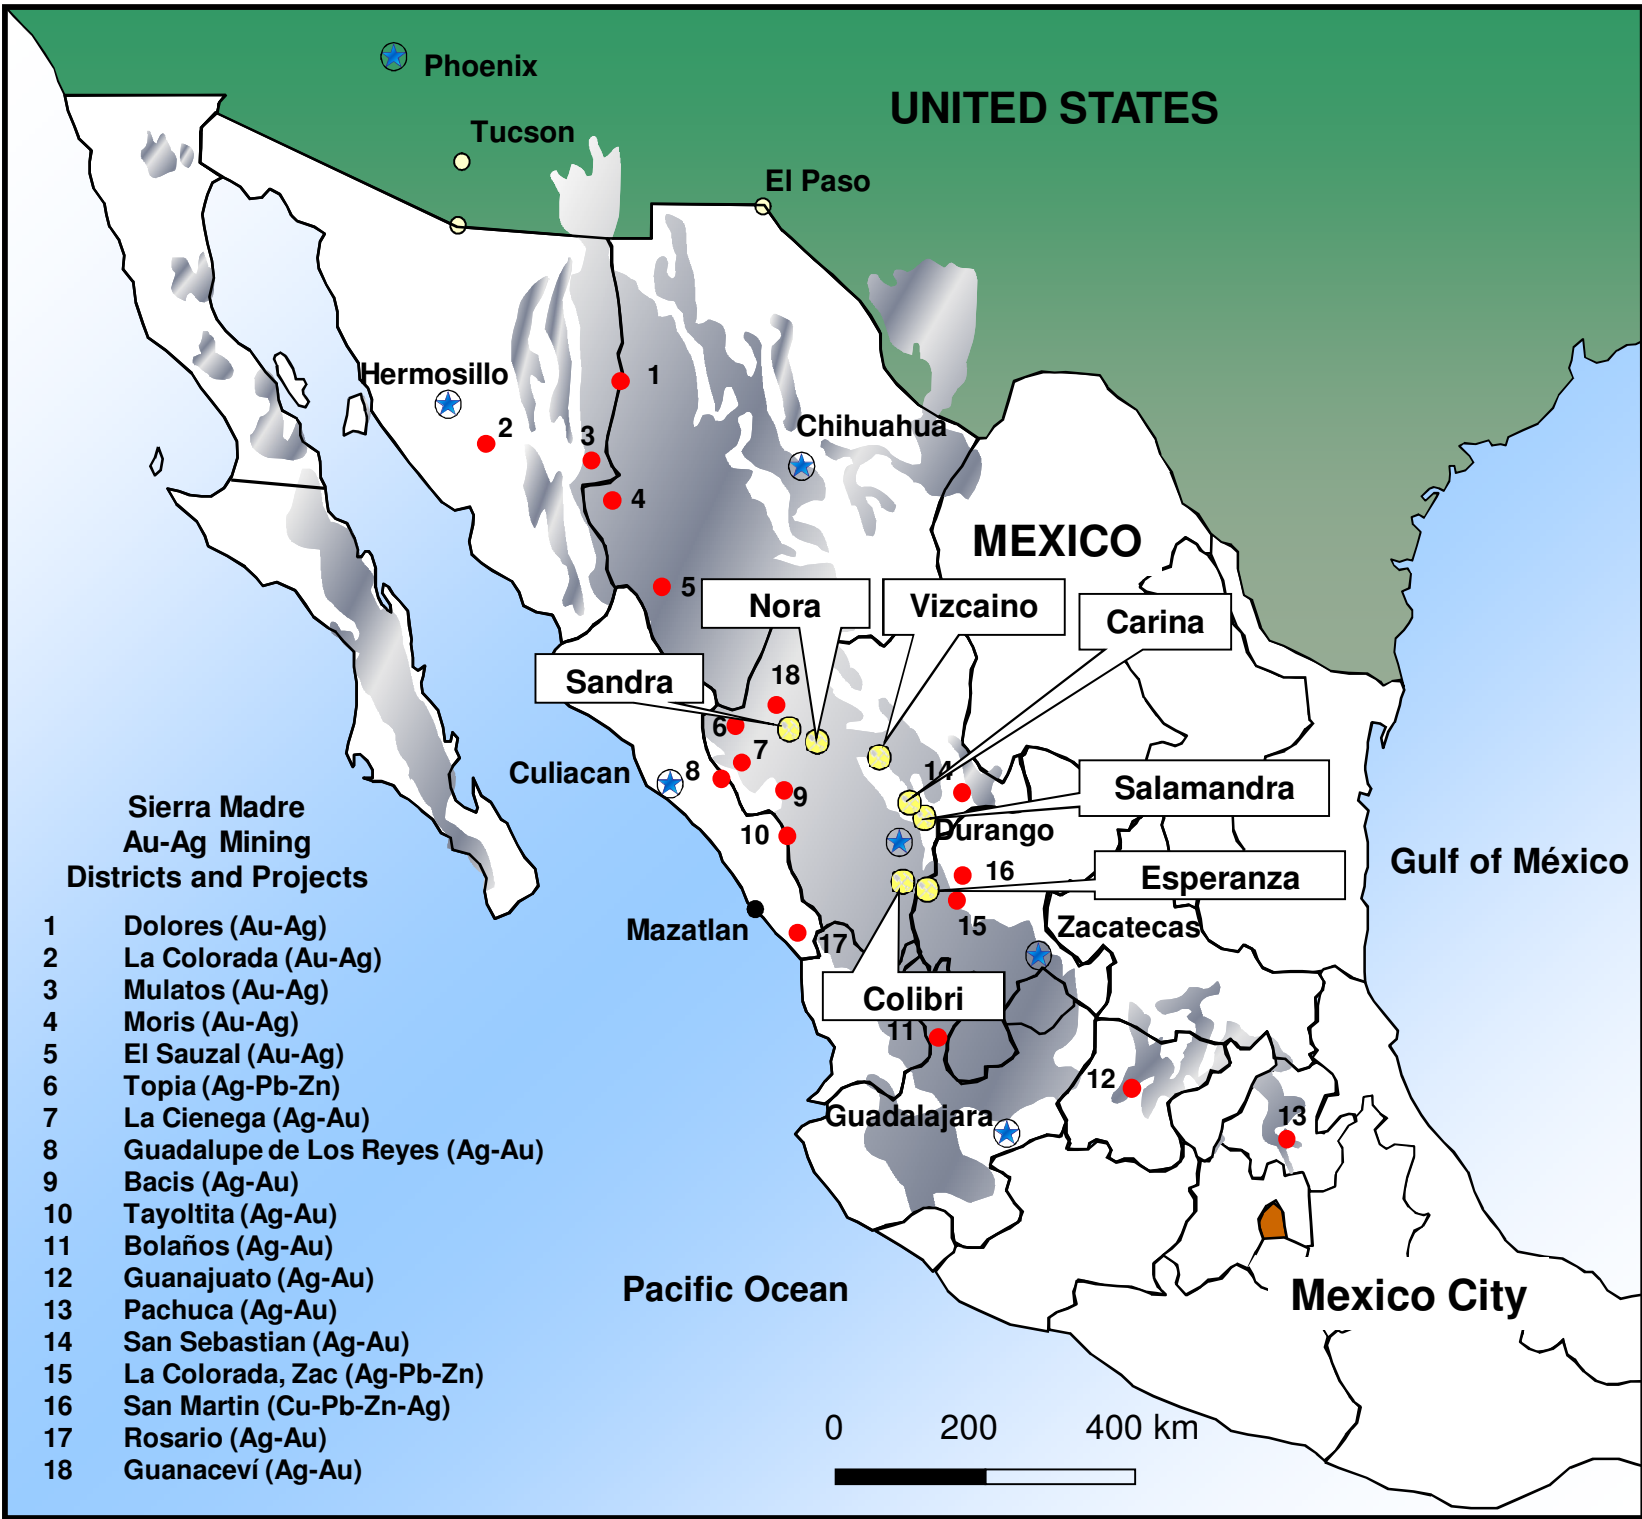 Phoenix
UNITED STATES
Tucson
El Paso
Hermosillo
1
2
3
Chihuahua
4
MEXICO
5
Nora
Vizcaino
Carina
Sandra
18
6
7
Culiacan
8
14
Salamandra
9
10
Durango
16
Esperanza
Gulf of México
Mazatlan
17
15
Zacatecas
Colibri
11
12
Guadalajara
13
Pacific Ocean
Mexico City
Sierra Madre
Au-Ag Mining
Districts and Projects
1 Dolores (Au-Ag)
2 La Colorada (Au-Ag)
3 Mulatos (Au-Ag)
4 Moris (Au-Ag)
5 El Sauzal (Au-Ag)
6 Topia (Ag-Pb-Zn)
7 La Cienega (Ag-Au)
8 Guadalupe de Los Reyes (Ag-Au)
9 Bacis (Ag-Au)
10 Tayoltita (Ag-Au)
11 Bolaños (Ag-Au)
12 Guanajuato (Ag-Au)
13 Pachuca (Ag-Au)
14 San Sebastian (Ag-Au)
15 La Colorada, Zac (Ag-Pb-Zn)
16 San Martin (Cu-Pb-Zn-Ag)
17 Rosario (Ag-Au)
18 Guanaceví (Ag-Au)
0 200 400 km